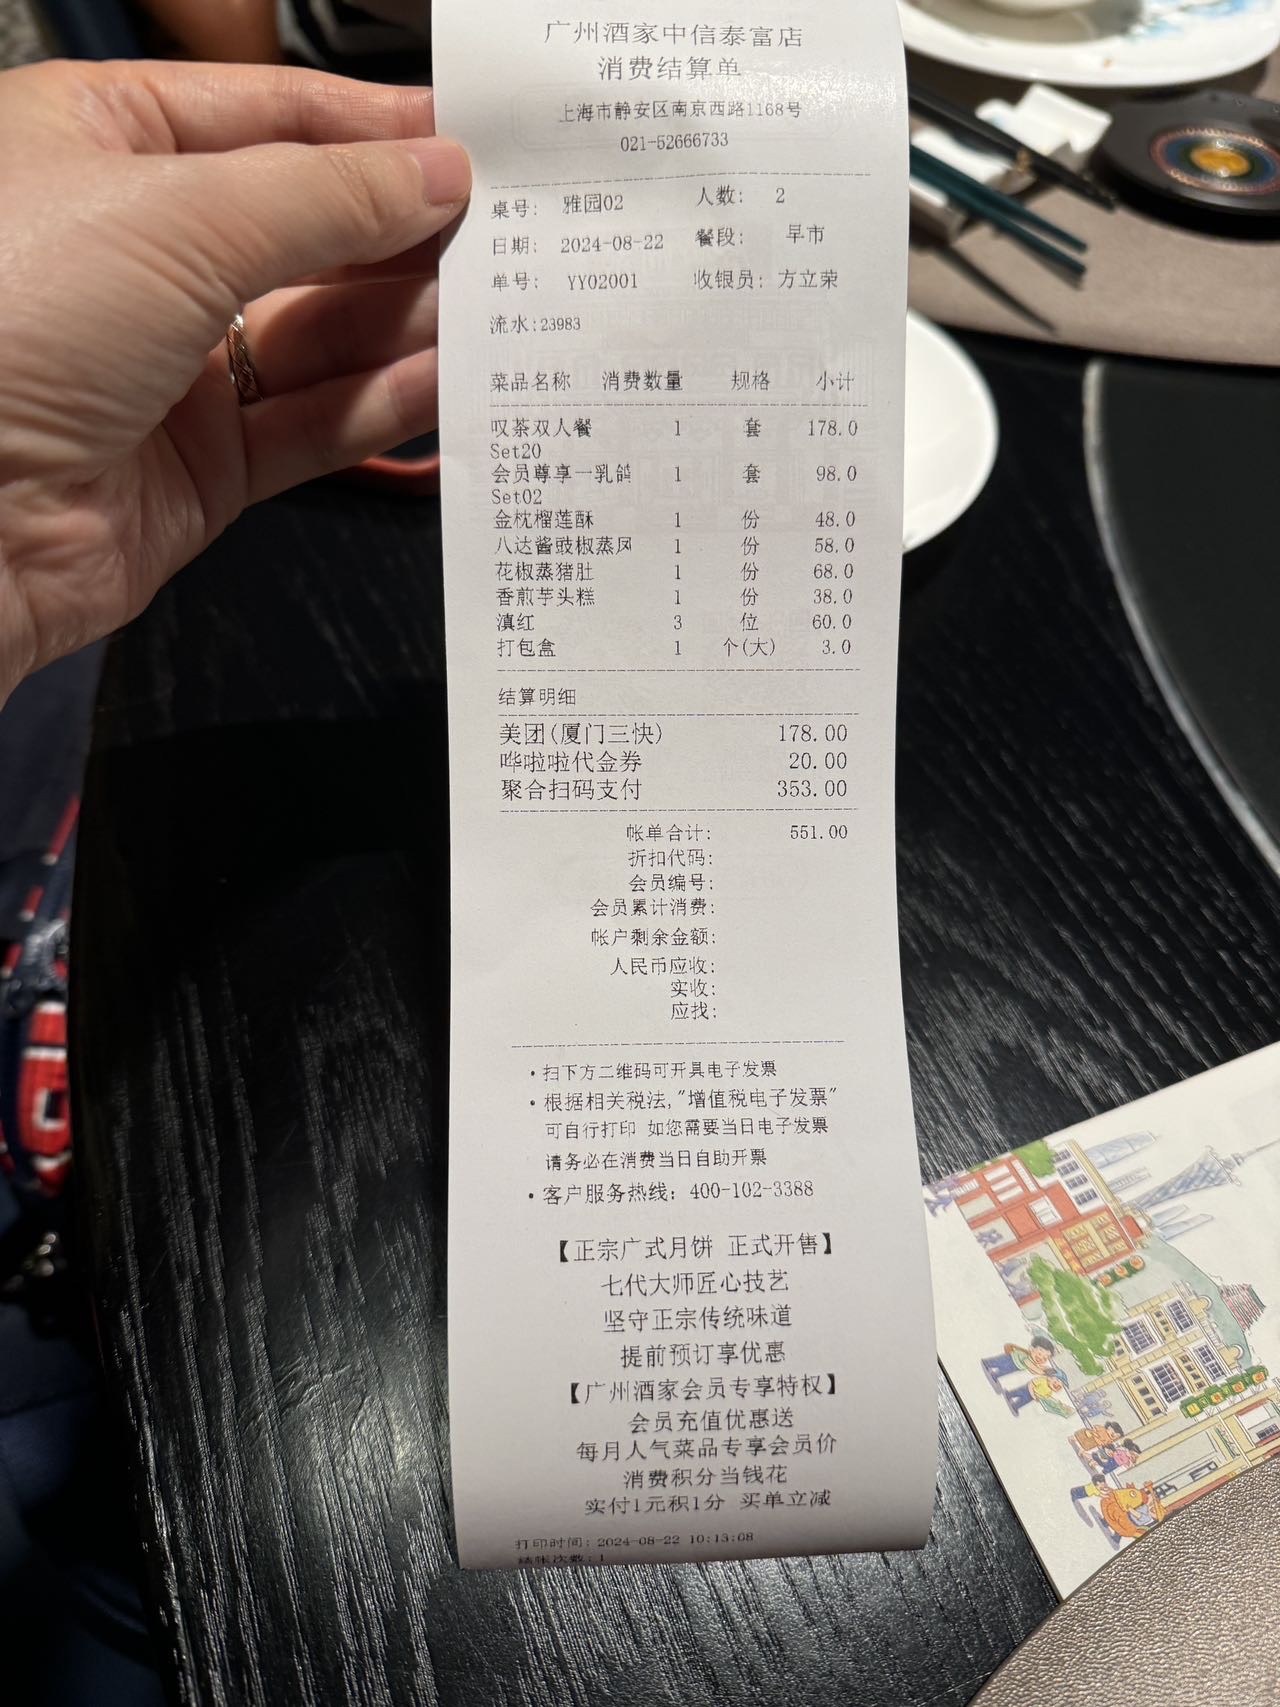 广州酒家中信泰富店
消费结算单
上海市静安区南京西路1168号
021-52666733
桌号: 雅园02 人数: 2
日期: 2024-08-22 餐段: 早市
单号: YY02001 收银员: 方立荣
流水:23983
菜品名称 消费数量 规格 小计
叹茶双人餐 1 套 178.0
Set20
会员尊享一乳鸽 1 套 98.0
Set02
金枕榴莲酥 1 份 48.0
八达酱豉椒蒸凤 1 份 58.0
花椒蒸猪肚 1 份 68.0
香煎芋头糕 1 份 38.0
滇红 3 位 60.0
打包盒 1 个(大) 3.0
结算明细
美团(厦门三快) 178.00
哗啦啦代金券 20.00
聚合扫码支付 353.00
帐单合计: 551.00
折扣代码:
会员编号:
会员累计消费:
帐户剩余金额:
人民币应收:
实收:
应找:
·扫下方二维码可开具电子发票
·根据相关税法,"增值税电子发票"
可自行打印 如您需要当日电子发票
请务必在消费当日自助开票
·客户服务热线: 400-102-3388
【正宗广式月饼 正式开售】
七代大师匠心技艺
坚守正宗传统味道
提前预订享优惠
【广州酒家会员专享特权】
会员充值优惠送
每月人气菜品专享会员价
消费积分当钱花
实付1元积1分 买单立减
打印时间: 2024-08-22 10:13:08
结帐次数: 1